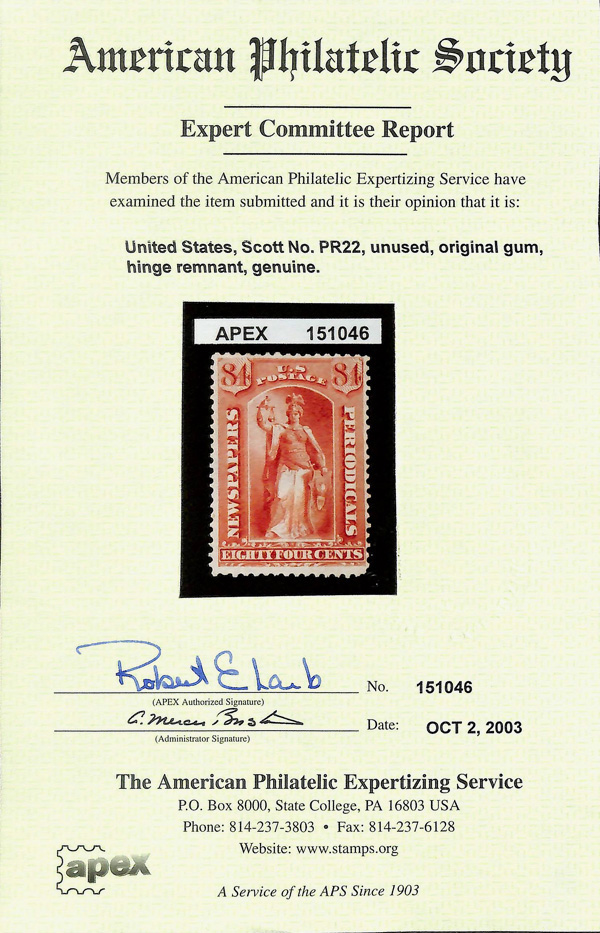 American Philatelic Society
Expert Committee Report
Members of the American Philatelic Expertizing Service have
examined the item submitted and it is their opinion that it is:
United States, Scott No. PR22, unused, original gum,
hinge remnant, genuine.
APEX 151046
84 U.S. 84
POSTAGE
NEWSPAPERS
PERIODICALS
EIGHTY FOUR CENTS
Robert E Lamb
No. 151046
(APEX Authorized Signature)
Date: OCT 2, 2003
(Administrator Signature)
The American Philatelic Expertizing Service
P.O. Box 8000, State College, PA 16803 USA
Phone: 814-237-3803 • Fax: 814-237-6128
Website: www.stamps.org
apex
A Service of the APS Since 1903